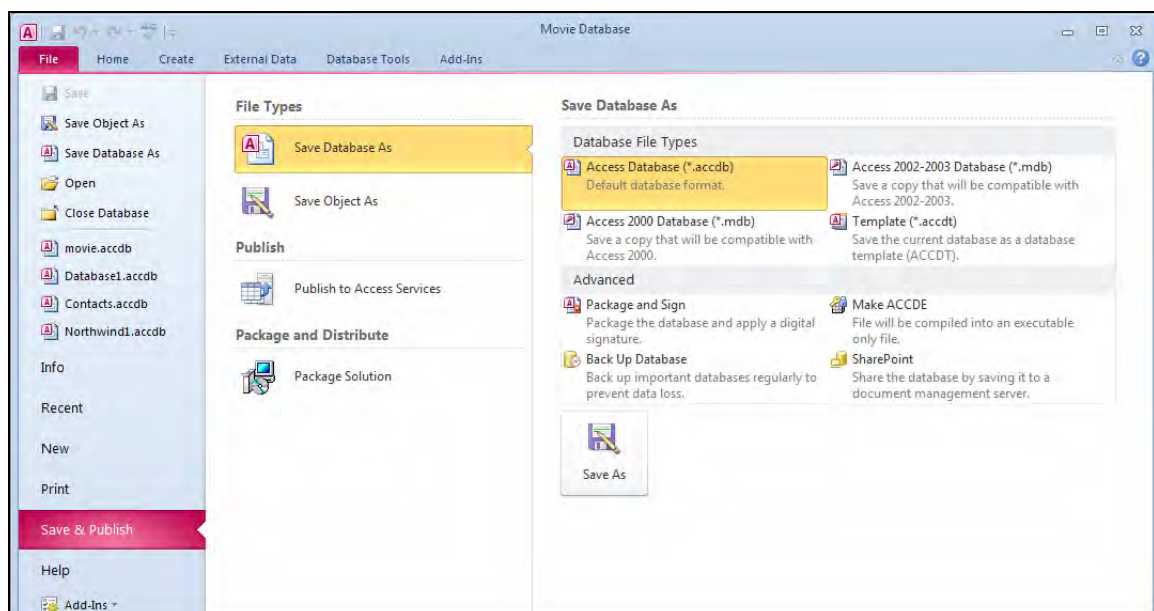 Movie Database
File Home Create External Data Database Tools Add-Ins
Save
Save Object As
Save Database As
Open
Close Database
movie.accdb
Database1.accdb
Contacts.accdb
Northwind1.accdb
Info
Recent
New
Print
Save & Publish
Help
Add-Ins
File Types
Save Database As
Save Object As
Publish
Publish to Access Services
Package and Distribute
Package Solution
Save Database As
Database File Types
Access Database (*.accdb)
Default database format.
Access 2002-2003 Database (*.mdb)
Save a copy that will be compatible with
Access 2002-2003.
Access 2000 Database (*.mdb)
Save a copy that will be compatible with
Access 2000.
Template (*.accdt)
Save the current database as a database
template (ACCDT).
Advanced
Package and Sign
Package the database and apply a digital
signature.
Make ACCDE
File will be compiled into an executable
only file.
Back Up Database
Back up important databases regularly to
prevent data loss.
SharePoint
Share the database by saving it to a
document management server.
Save As